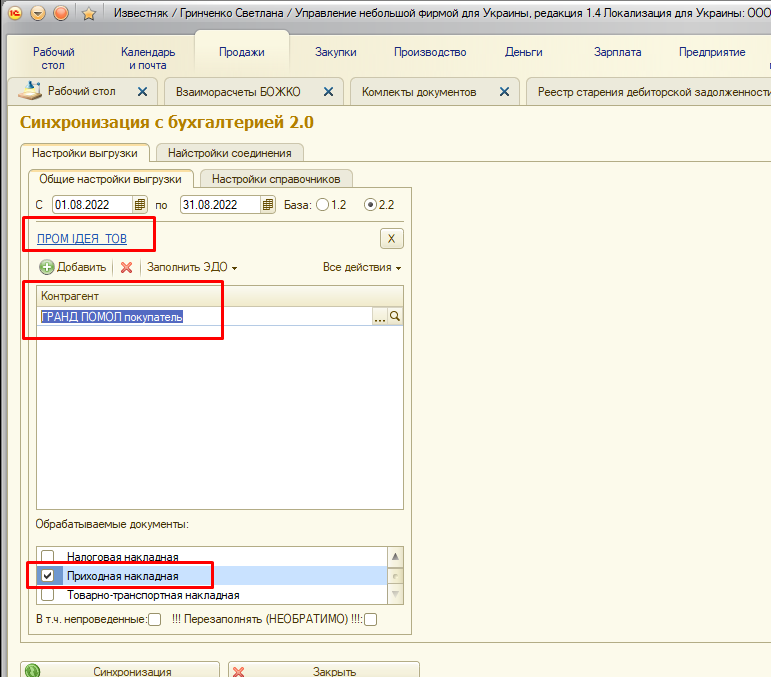 Известняк / Гринченко Светлана / Управление небольшой фирмой для Украины, редакция 1.4 Локализация для Украины: ООО
Рабочий стол
Календарь и почта
Продажи
Закупки
Производство
Деньги
Зарплата
Предприятие
Рабочий стол
Взаиморасчеты БОЖКО
Комлекты документов
Реестр старения дебиторской задолженности
Синхронизация с бухгалтерией 2.0
Настройки выгрузки
Найстройки соединения
Общие настройки выгрузки
Настройки справочников
С 01.08.2022 по 31.08.2022 База: 1.2 2.2
ПРОМ ІДЕЯ  ТОВ
X
Добавить Заполнить ЭДО Все действия
Контрагент
ГРАНД ПОМОЛ покупатель
...
Обрабатываемые документы:
Налоговая накладная
Приходная накладная
Товарно-транспортная накладная
В т.ч. непроведенные: !!! Перезаполнять (НЕОБРАТИМО) !!!:
Синхронизация
Закрыть